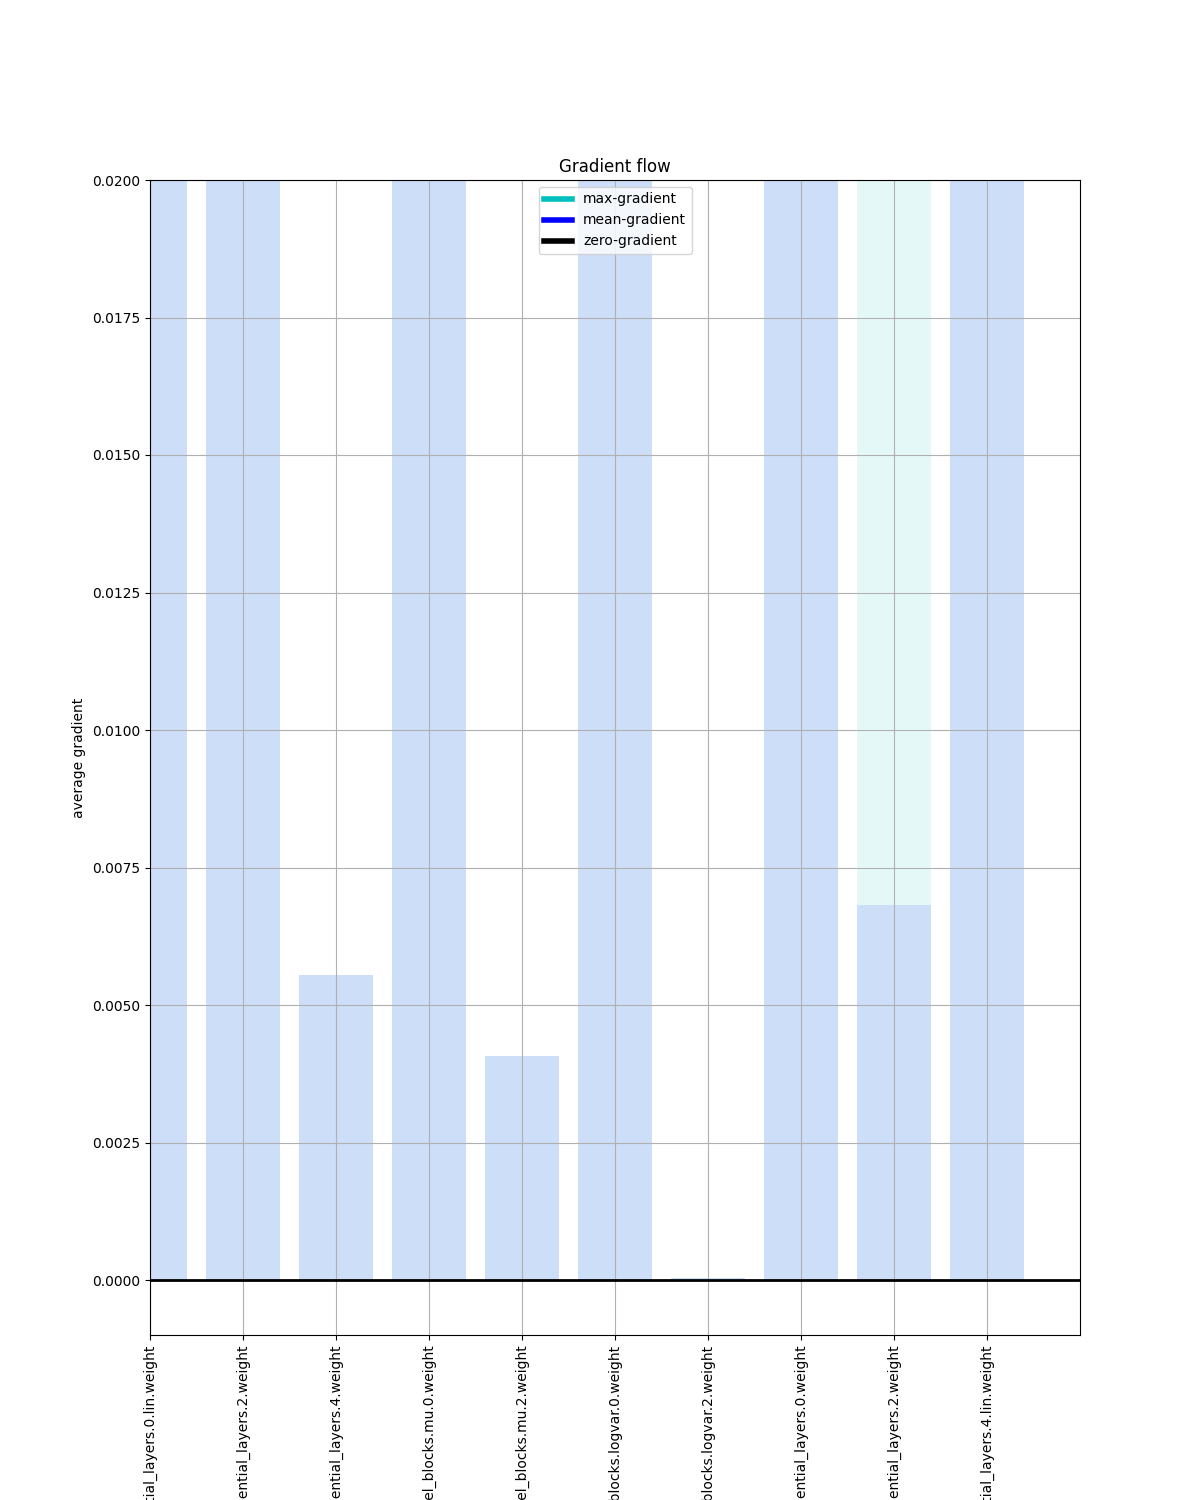 Gradient flow
max-gradient
mean-gradient
zero-gradient
0.0200
0.0175
0.0150
0.0125
0.0100
0.0075
0.0050
0.0025
0.0000
average gradient
tial_layers.0.lin.weight
ential_layers.2.weight
ential_layers.4.weight
el_blocks.mu.0.weight
el_blocks.mu.2.weight
blocks.logvar.0.weight
blocks.logvar.2.weight
ential_layers.0.weight
ential_layers.2.weight
tial_layers.4.lin.weight